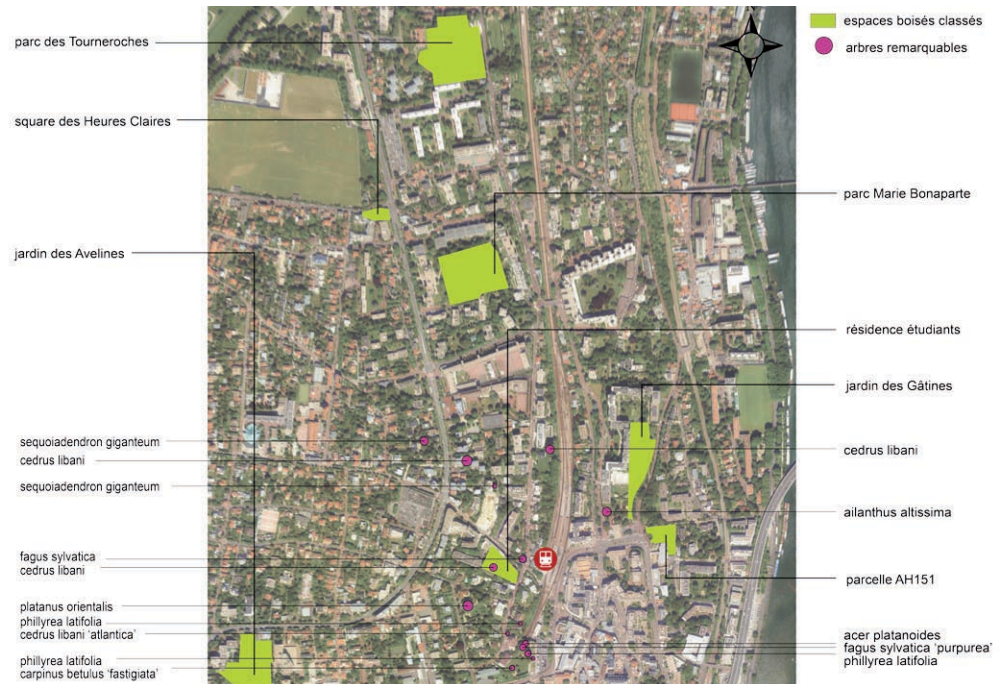 parc des Tourneroches
square des Heures Claires
jardin des Avelines
sequoiadendron giganteum
cedrus libani
sequoiadendron giganteum
fagus sylvatica
cedrus libani
platanus orientalis
phillyrea latifolia
cedrus libani ‘atlantica’
phillyrea latifolia
carpinus betulus ‘fastigiata’
espaces boisés classés
arbres remarquables
parc Marie Bonaparte
résidence étudiants
jardin des Gâtines
cedrus libani
ailanthus altissima
parcelle AH151
acer platanoides
fagus sylvatica ‘purpurea’
phillyrea latifolia